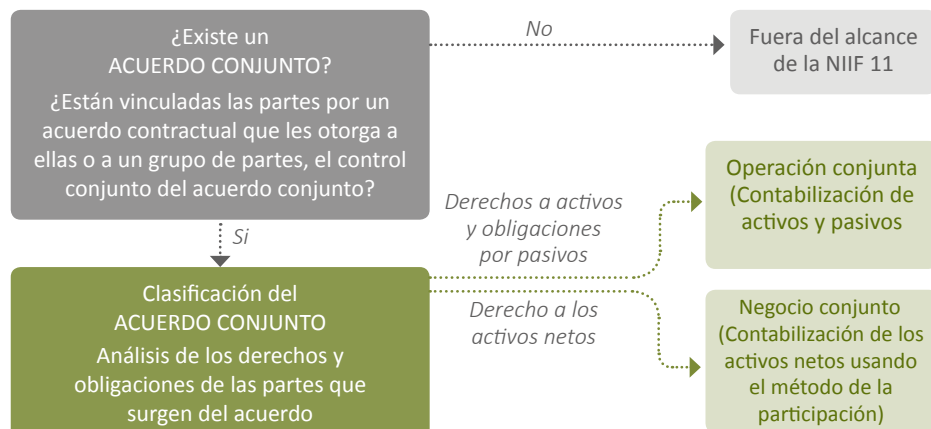 ¿Existe un
ACUERDO CONJUNTO?
¿Están vinculadas las partes por un
acuerdo contractual que les otorga a
ellas o a un grupo de partes, el control
conjunto del acuerdo conjunto?
No
Fuera del alcance
de la NIIF 11
Si
Clasificación del
ACUERDO CONJUNTO
Análisis de los derechos y
obligaciones de las partes que
surgen del acuerdo
Derechos a activos
y obligaciones
por pasivos
Operación conjunta
(Contabilización de
activos y pasivos
Derecho a los
activos netos
Negocio conjunto
(Contabilización de los
activos netos usando
el método de la
participación)